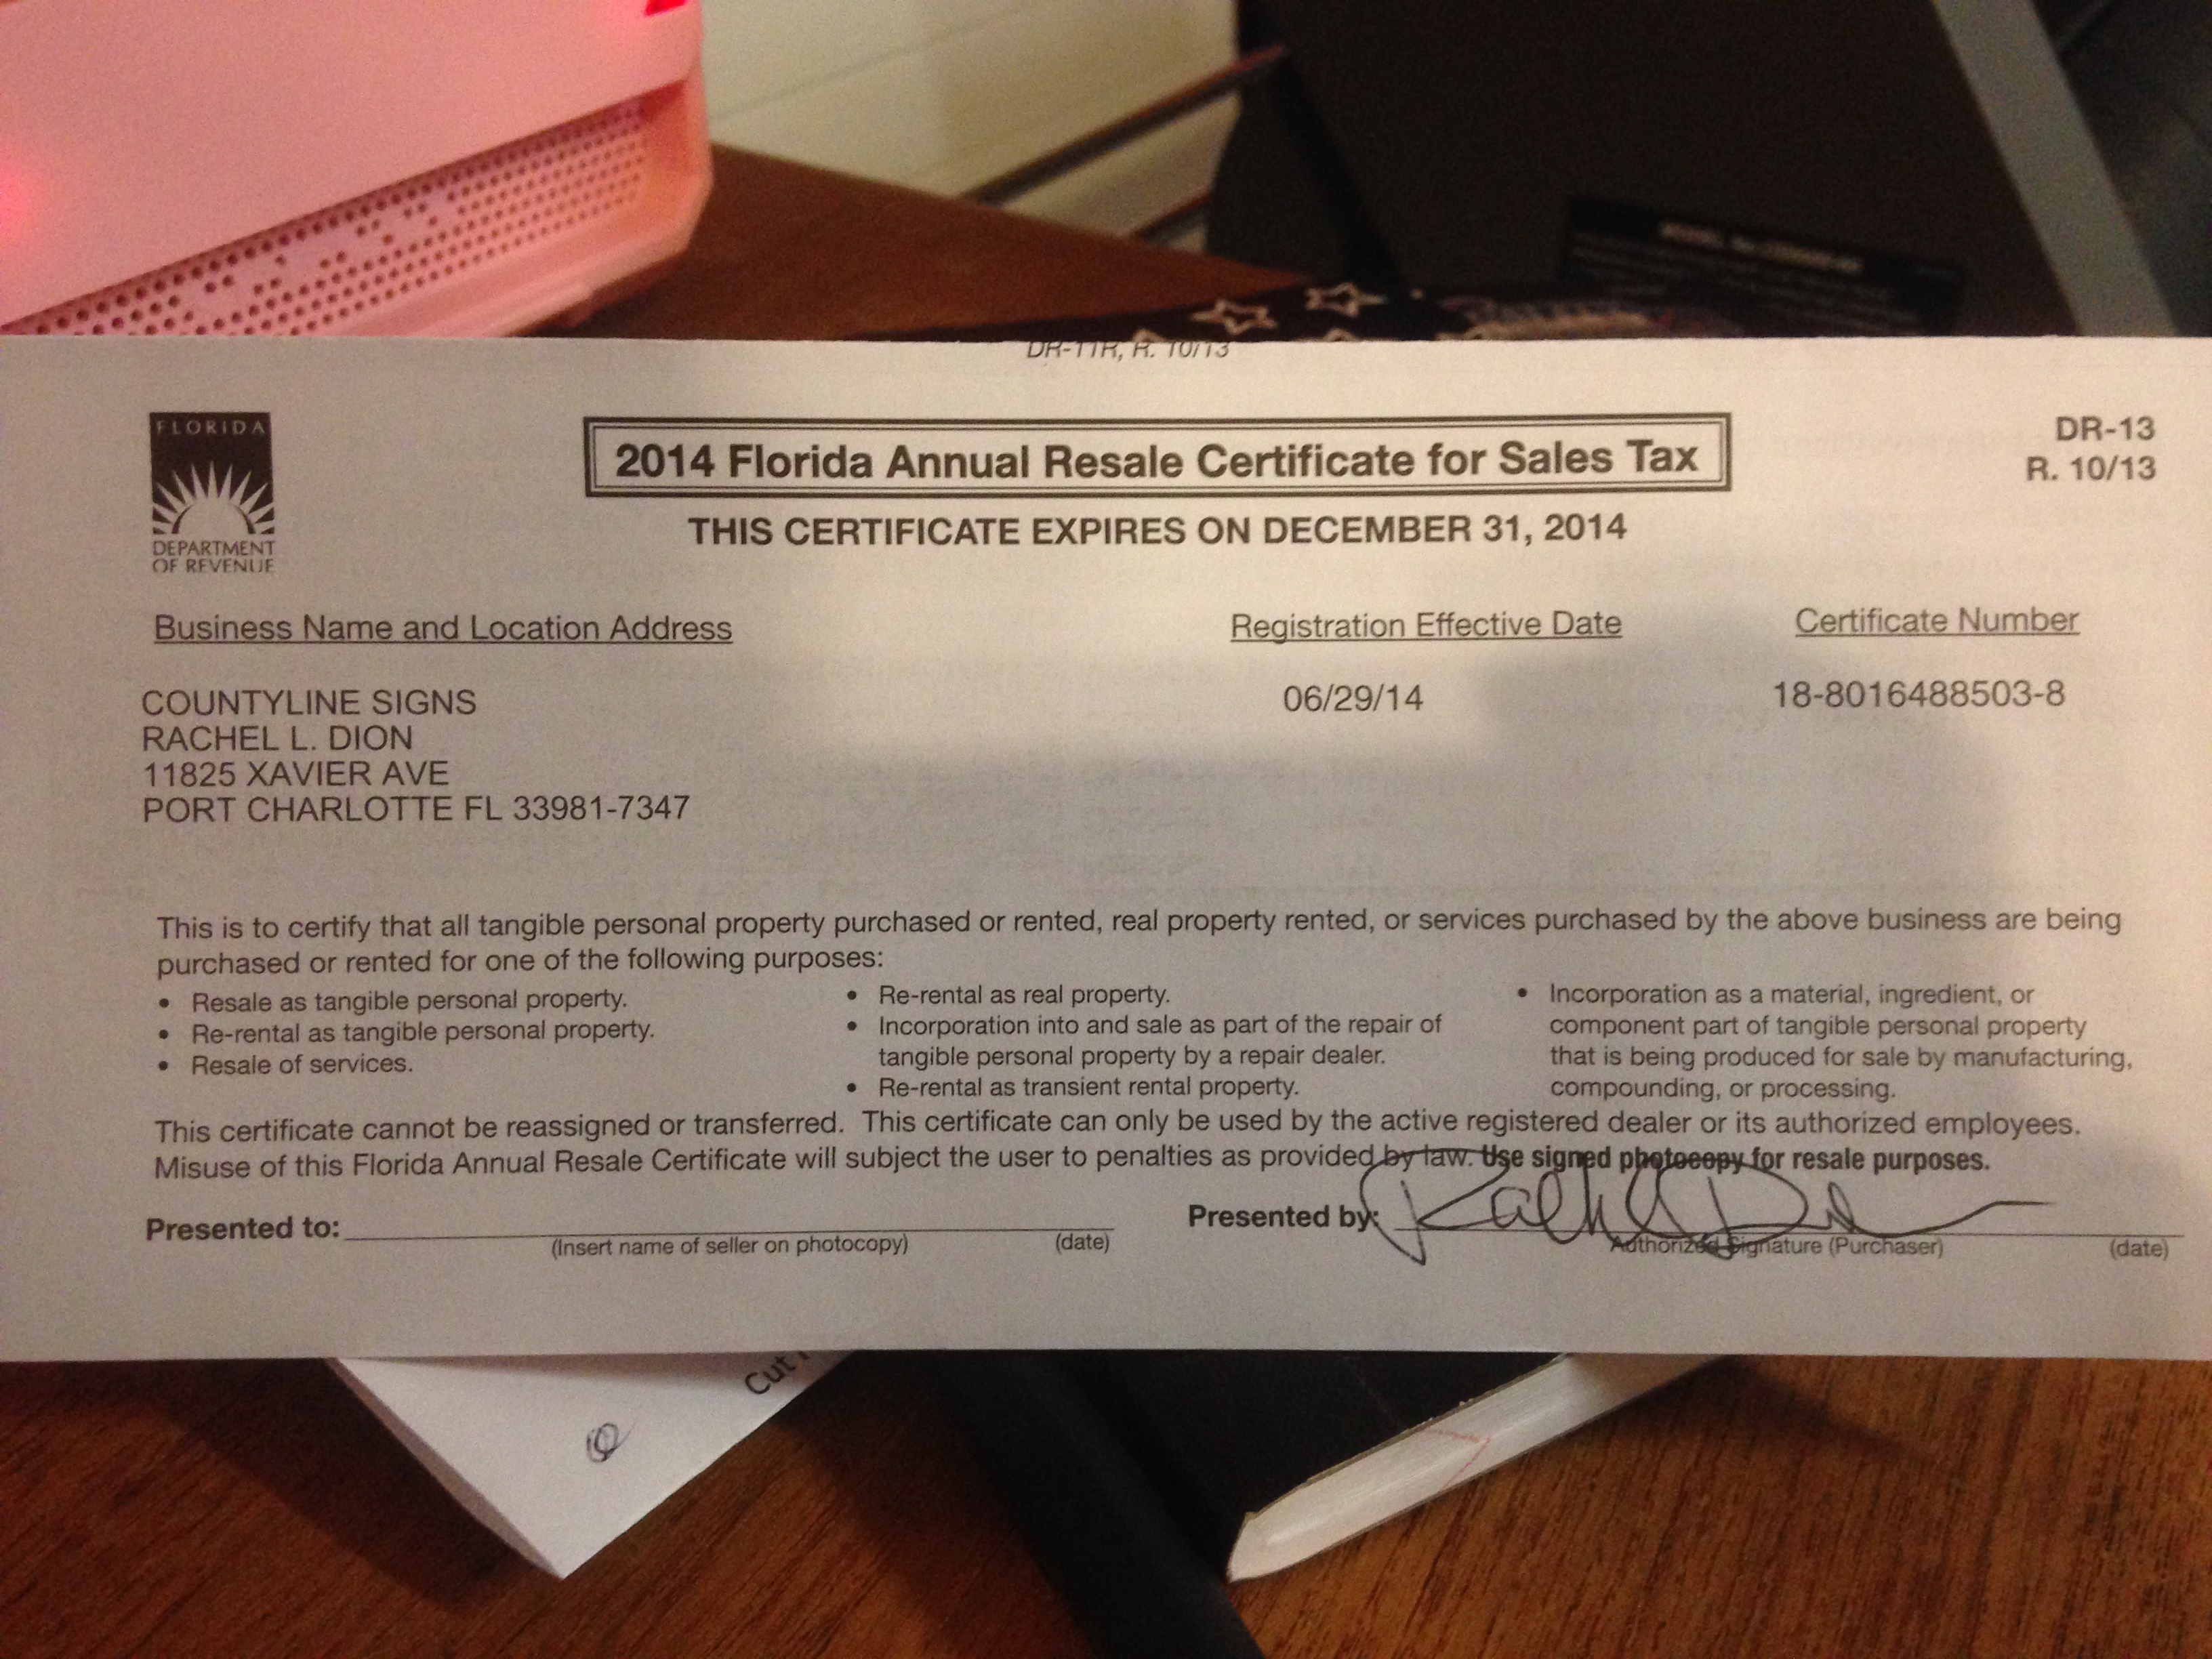 DR-11R, R. 10/13
FLORIDA
DEPARTMENT
OF REVENUE
2014 Florida Annual Resale Certificate for Sales Tax
DR-13
R. 10/13
THIS CERTIFICATE EXPIRES ON DECEMBER 31, 2014
Business Name and Location Address
Registration Effective Date
Certificate Number
COUNTYLINE SIGNS
RACHEL L. DION
11825 XAVIER AVE
PORT CHARLOTTE FL 33981-7347
06/29/14
18-8016488503-8
This is to certify that all tangible personal property purchased or rented, real property rented, or services purchased by the above business are being
purchased or rented for one of the following purposes:
• Resale as tangible personal property.
• Re-rental as tangible personal property.
• Resale of services.
• Re-rental as real property.
• Incorporation into and sale as part of the repair of
tangible personal property by a repair dealer.
• Re-rental as transient rental property.
• Incorporation as a material, ingredient, or
component part of tangible personal property
that is being produced for sale by manufacturing,
compounding, or processing.
This certificate cannot be reassigned or transferred. This certificate can only be used by the active registered dealer or its authorized employees.
Misuse of this Florida Annual Resale Certificate will subject the user to penalties as provided by law. Use signed photocopy for resale purposes.
Presented to:
(Insert name of seller on photocopy)
(date)
Presented by: Rachel Dion
Authorized Signature (Purchaser)
(date)
Cut